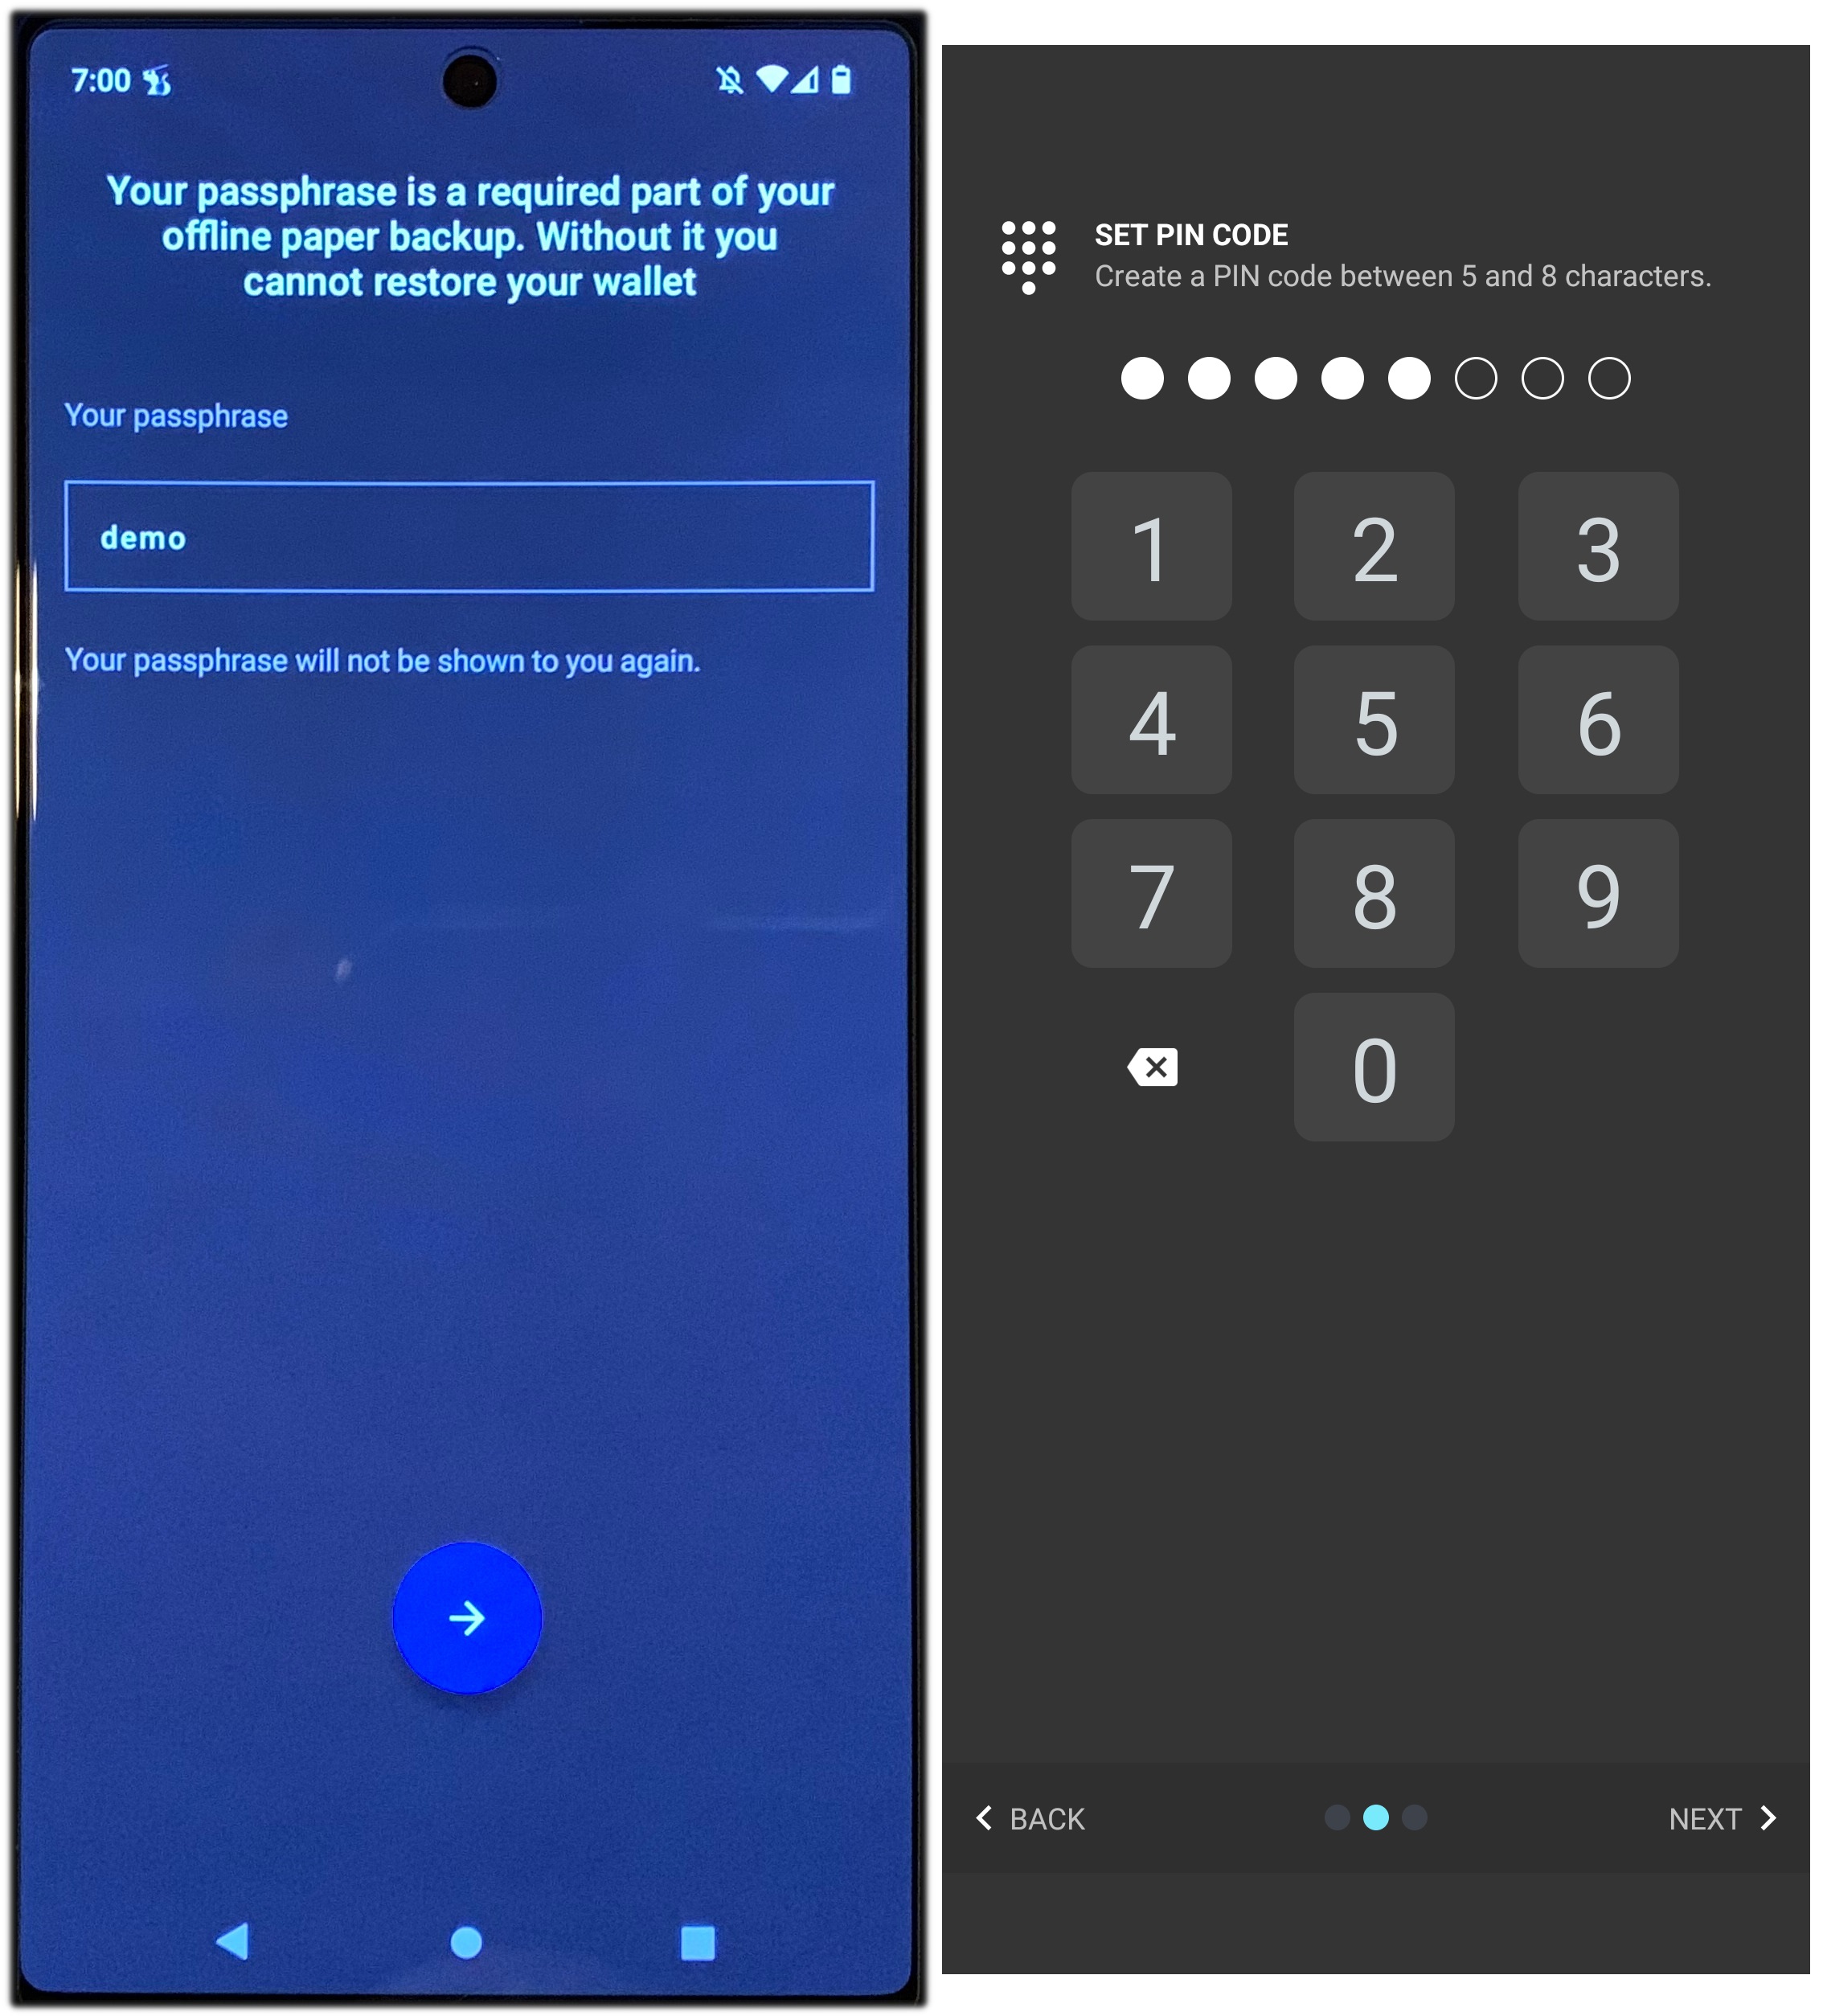 7:00
Your passphrase is a required part of your
offline paper backup. Without it you
cannot restore your wallet
Your passphrase
demo
Your passphrase will not be shown to you again.
SET PIN CODE
Create a PIN code between 5 and 8 characters.
1 2 3
4 5 6
7 8 9
0
BACK NEXT